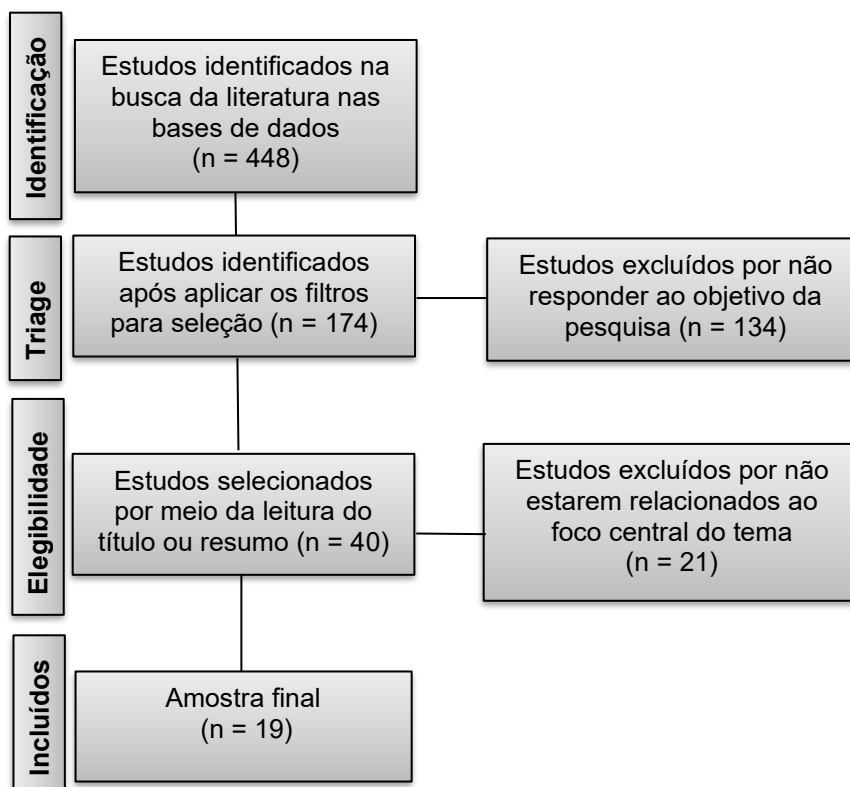 Identificação
Estudos identificados na
busca da literatura nas
bases de dados
(n = 448)
Triage
Estudos identificados
após aplicar os filtros
para seleção (n = 174)
Estudos excluídos por não
responder ao objetivo da
pesquisa (n = 134)
Elegibilidade
Estudos selecionados
por meio da leitura do
título ou resumo (n = 40)
Estudos excluídos por não
estarem relacionados ao
foco central do tema
(n = 21)
Incluídos
Amostra final
(n = 19)